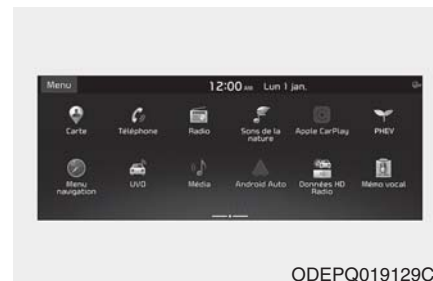 Menu 12:00 AM Lun 1 jan.
Carte Téléphone Radio Sons de la nature Apple CarPlay PHEV
Menu navigation UVO Média Android Auto Données HD Radio Mémo vocal
ODEPQ019129C